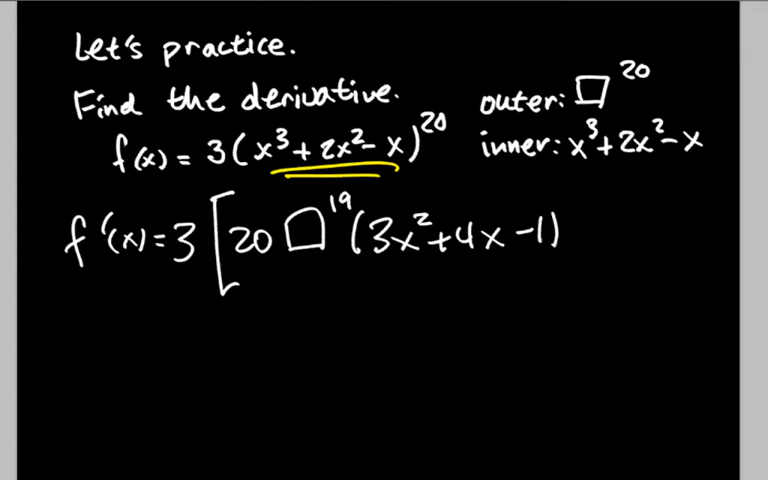 Let's practice.
Find the derivative.
outer: □²⁰
f(x) = 3(x³ + 2x² - x)²⁰
inner: x³ + 2x² - x
f'(x) = 3 [20 □¹⁹ (3x² + 4x - 1)